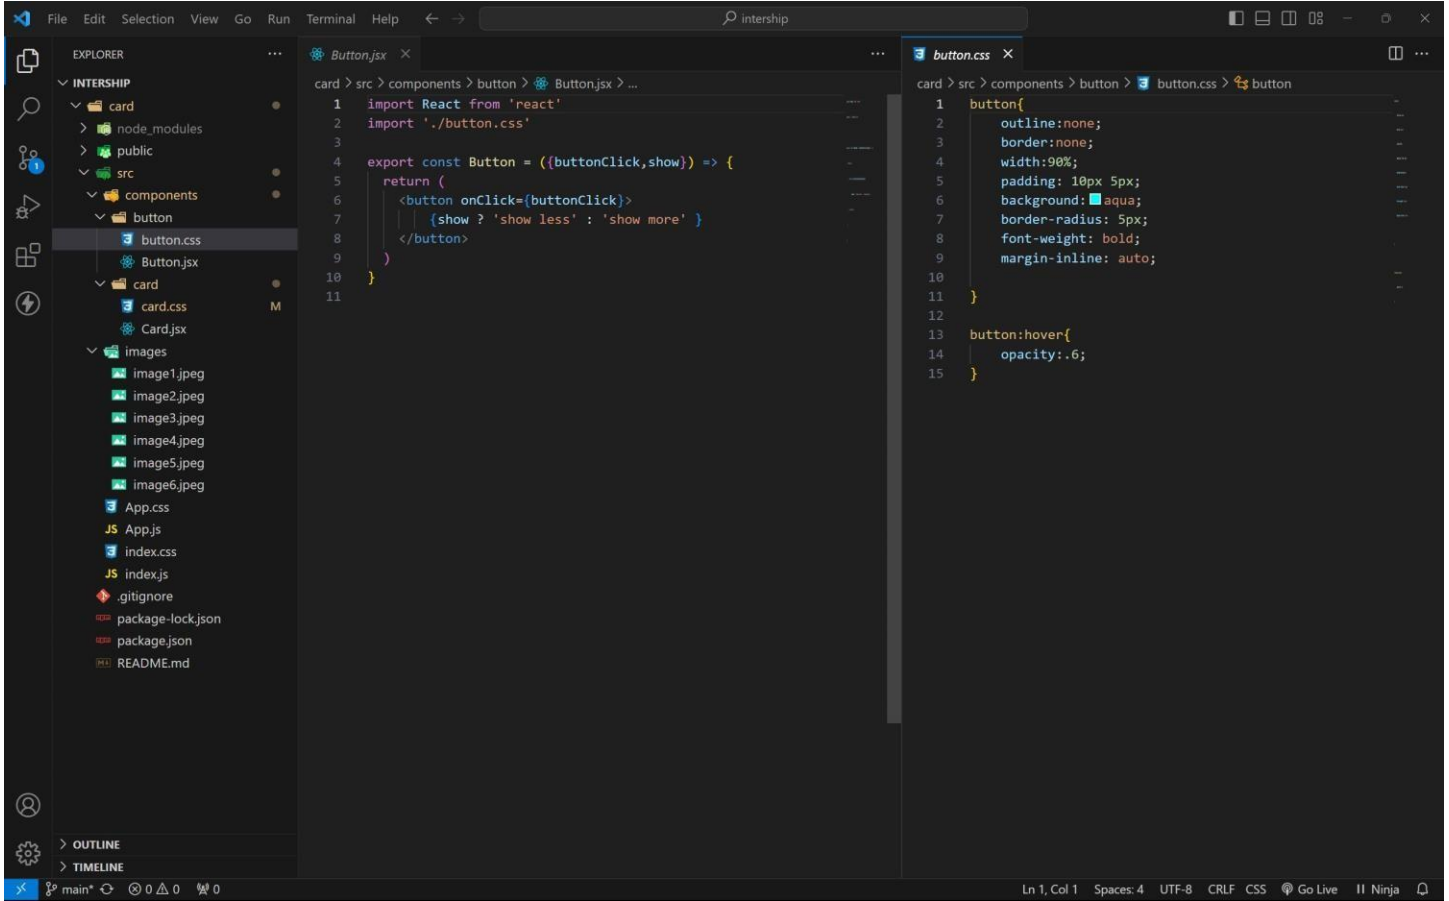 File Edit Selection View Go Run Terminal Help
intership
EXPLORER
INTERSHIP
card
node_modules
public
src
components
button
button.css
Button.jsx
card
card.css M
Card.jsx
images
image1.jpeg
image2.jpeg
image3.jpeg
image4.jpeg
image5.jpeg
image6.jpeg
App.css
JS App.js
index.css
JS index.js
.gitignore
package-lock.json
package.json
README.md
OUTLINE
TIMELINE
Button.jsx
card > src > components > button > Button.jsx > ...
1 import React from 'react'
2 import './button.css'
3
4 export const Button = ({buttonClick,show}) => {
5 return (
6 <button onClick={buttonClick}>
7 {show ? 'show less' : 'show more' }
8 </button>
9 )
10 }
11
button.css
card > src > components > button > button.css > button
1 button{
2 outline:none;
3 border:none;
4 width:90%;
5 padding: 10px 5px;
6 background: aqua;
7 border-radius: 5px;
8 font-weight: bold;
9 margin-inline: auto;
10
11 }
12
13 button:hover{
14 opacity:.6;
15 }
1
main* 0 0 0
Ln 1, Col 1 Spaces: 4 UTF-8 CRLF CSS Go Live Ninja